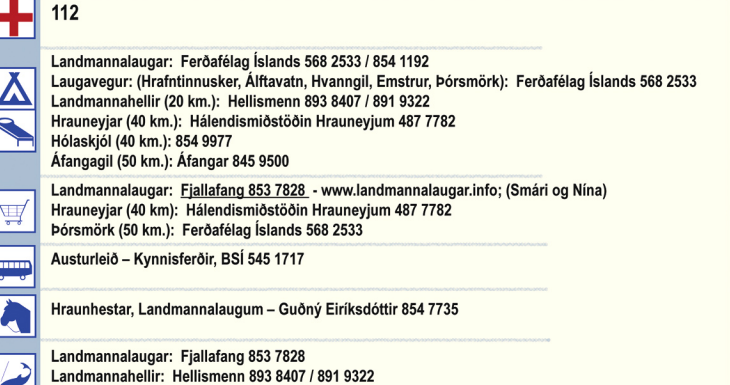 112
Landmannalaugar: Ferðafélag Íslands 568 2533 / 854 1192
Laugavegur: (Hrafntinnusker, Álftavatn, Hvanngil, Emstrur, Þórsmörk): Ferðafélag Íslands 568 2533
Landmannahellir (20 km.): Hellismenn 893 8407 / 891 9322
Hrauneyjar (40 km.): Hálendismiðstöðin Hrauneyjum 487 7782
Hólaskjól (40 km.): 854 9977
Áfangagil (50 km.): Áfangar 845 9500
Landmannalaugar: Fjallafang 853 7828 - www.landmannalaugar.info; (Smári og Nína)
Hrauneyjar (40 km): Hálendismiðstöðin Hrauneyjum 487 7782
Þórsmörk (50 km.): Ferðafélag Íslands 568 2533
Austurleið – Kynnisferðir, BSÍ 545 1717
Hraunhestar, Landmannalaugum – Guðný Eiríksdóttir 854 7735
Landmannalaugar: Fjallafang 853 7828
Landmannahellir: Hellismenn 893 8407 / 891 9322